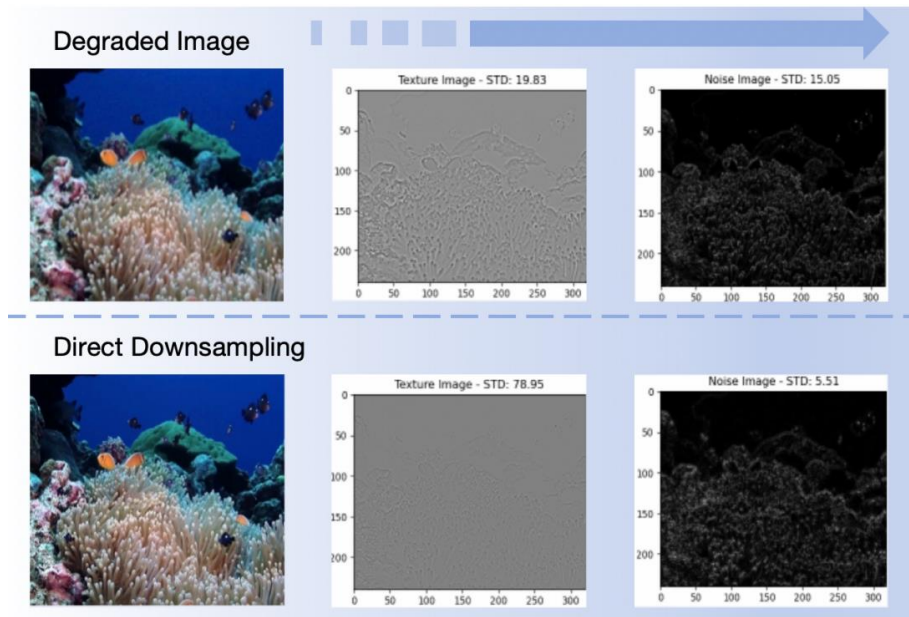 Degraded Image
Texture Image - STD: 19.83
0
50
100
150
200
0 50 100 150 200 250 300
Noise Image - STD: 15.05
0
50
100
150
200
0 50 100 150 200 250 300
Direct Downsampling
Texture Image - STD: 78.95
0
50
100
150
200
0 50 100 150 200 250 300
Noise Image - STD: 5.51
0
50
100
150
200
0 50 100 150 200 250 300